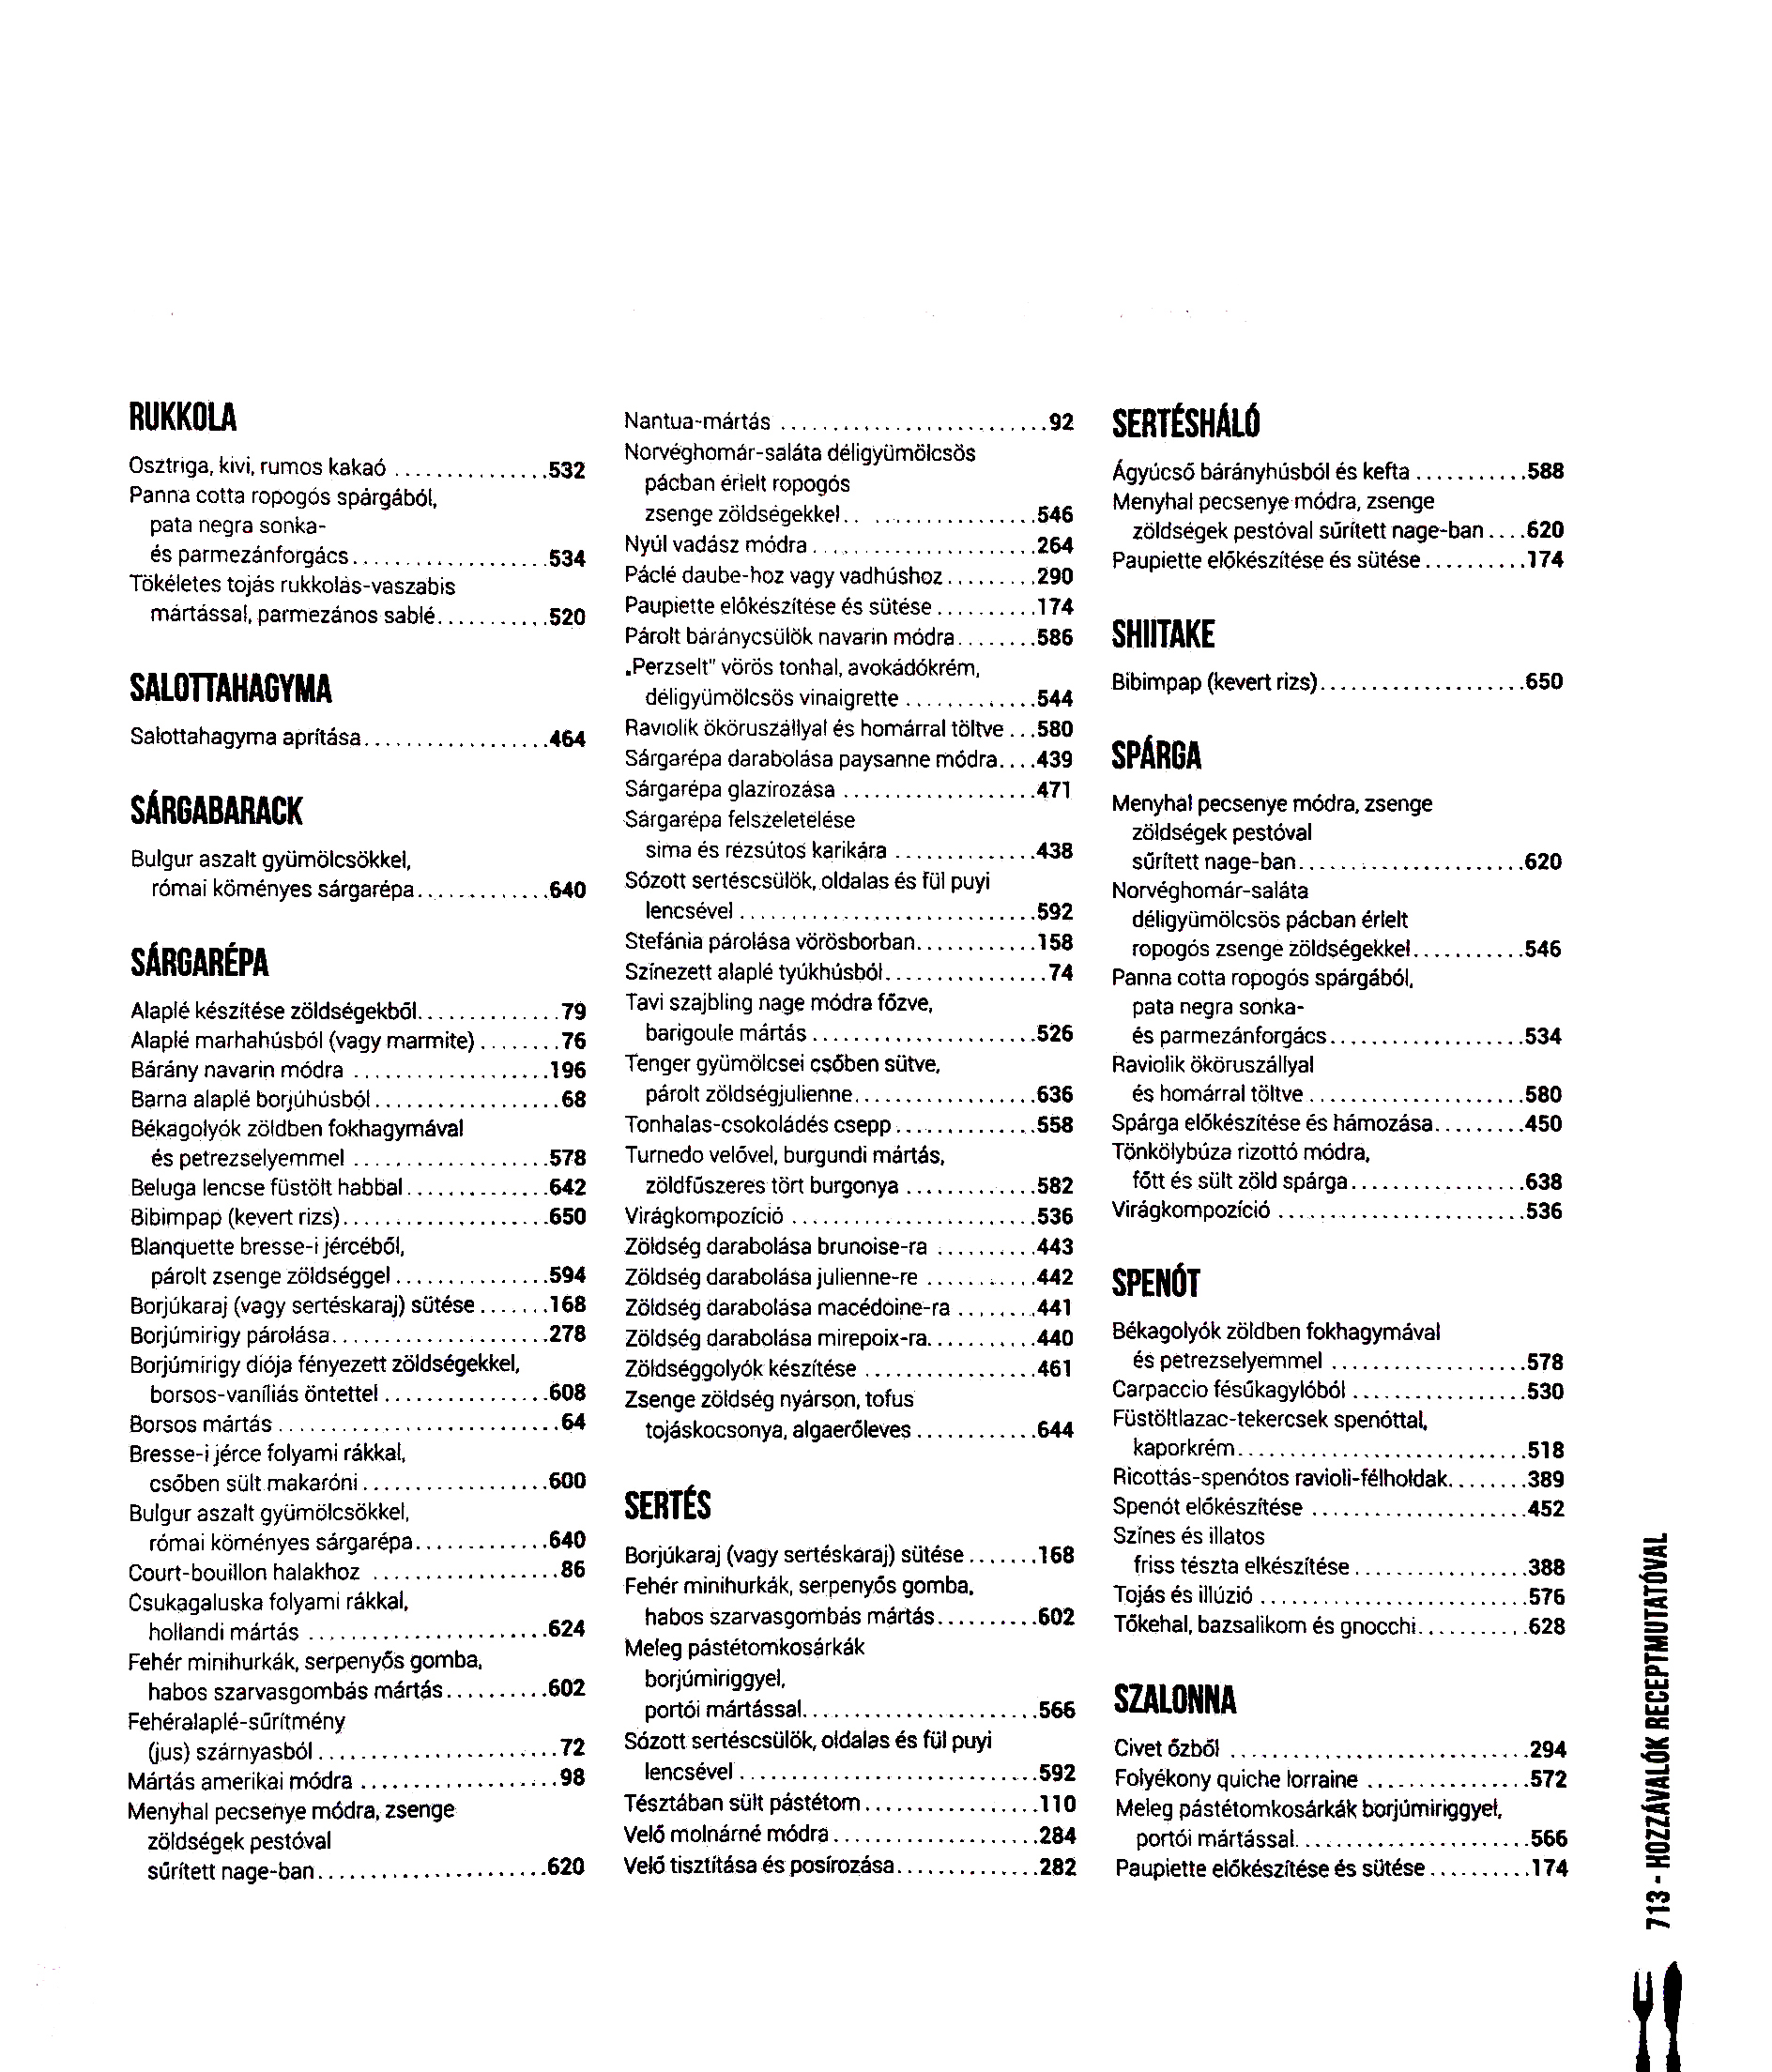 RUKKOLA
Osztriga, kivi, rumos kakaó ...............532
Panna cotta ropogós spárgából,
pata negra sonka-
és parmezánforgács...................534
Tökéletes tojás rukkolás-vaszabis
mártással, parmezános sablé...........520
SALOTTAHAGYMA
Salottahagyma aprítása..................464
SÁRGABARACK
Bulgur aszalt gyümölcsökkel,
római köményes sárgarépa.............640
SÁRGARÉPA
Alaplé készítése zöldségekből..............79
Alaplé marhahúsból (vagy marmite)........76
Bárány navarin módra ...................196
Barna alaplé borjúhúsból..................68
Békagolyók zöldben fokhagymával
és petrezselyemmel ...................578
Beluga lencse füstölt habbal..............642
Bibimpap (kevert rizs)....................650
Blanquette bresse-i jércéből,
párolt zsenge zöldséggel...............594
Borjúkaraj (vagy sertéskaraj) sütése.......168
Borjúmirigy párolása.....................278
Borjúmirigy diója fényezett zöldségekkel,
borsos-vaníliás öntettel................608
Borsos mártás ...........................64
Bresse-i jérce folyami rákkal,
csőben sült makaróni..................600
Bulgur aszalt gyümölcsökkel,
római köményes sárgarépa.............640
Court-bouillon halakhoz ..................86
Csukagaluska folyami rákkal,
hollandi mártás .......................624
Fehér minihurkák, serpenyős gomba,
habos szarvasgombás mártás..........602
Fehéralaplé-sűrítmény
(jus) szárnyasból.......................72
Mártás amerikai módra ...................98
Menyhal pecsenye módra, zsenge
zöldségek pestóval
sűrített nage-ban......................620
Nantua-mártás ..........................92
Norvéghomár-saláta déligyümölcsös
pácban érlelt ropogós
zsenge zöldségekkel..................546
Nyúl vadász módra......................264
Páclé daube-hoz vagy vadhúshoz.........290
Paupiette előkészítése és sütése..........174
Párolt báránycsülök navarin módra........586
„Perzselt” vörös tonhal, avokádókrém,
déligyümölcsös vinaigrette .............544
Raviolik ököruszállyal és homárral töltve ...580
Sárgarépa darabolása paysanne módra....439
Sárgarépa glazírozása ...................471
Sárgarépa felszeletelése
sima és rézsútos karikára ..............438
Sózott sertéscsülök, oldalas és fül puyi
lencsével.............................592
Stefánia párolása vörösborban............158
Színezett alaplé tyúkhúsból................74
Tavi szajbling nage módra főzve,
barigoule mártás......................526
Tenger gyümölcsei csőben sütve,
párolt zöldségjulienne..................636
Tonhalas-csokoládés csepp..............558
Turnedo velővel, burgundi mártás,
zöldfűszeres tört burgonya .............582
Virágkompozíció ........................536
Zöldség darabolása brunoise-ra ..........443
Zöldség darabolása julienne-re ...........442
Zöldség darabolása macédoine-ra ........441
Zöldség darabolása mirepoix-ra...........440
Zöldséggolyók készítése .................461
Zsenge zöldség nyárson, tofus
tojáskocsonya, algaerőleves............644
SERTÉS
Borjúkaraj (vagy sertéskaraj) sütése.......168
Fehér minihurkák, serpenyős gomba,
habos szarvasgombás mártás..........602
Meleg pástétomkosárkák
borjúmiriggyel,
portói mártással.......................566
Sózott sertéscsülök, oldalas és fül puyi
lencsével.............................592
Tésztában sült pástétom.................110
Velő molnárné módra....................284
Velő tisztítása és posírozása..............282
SERTÉSHÁLÓ
Ágyúcső bárányhúsból és kefta...........588
Menyhal pecsenye módra, zsenge
zöldségek pestóval sűrített nage-ban....620
Paupiette előkészítése és sütése..........174
SHIITAKE
Bibimpap (kevert rizs)....................650
SPÁRGA
Menyhal pecsenye módra, zsenge
zöldségek pestóval
sűrített nage-ban......................620
Norvéghomár-saláta
déligyümölcsös pácban érlelt
ropogós zsenge zöldségekkel...........546
Panna cotta ropogós spárgából,
pata negra sonka-
és parmezánforgács...................534
Raviolik ököruszállyal
és homárral töltve .....................580
Spárga előkészítése és hámozása.........450
Tönkölybúza rizottó módra,
főtt és sült zöld spárga.................638
Virágkompozíció ........................536
SPENÓT
Békagolyók zöldben fokhagymával
és petrezselyemmel ...................578
Carpaccio fésűkagylóból.................530
Füstöltlazac-tekercsek spenóttal,
kaporkrém............................518
Ricottás-spenótos ravioli-félholdak........389
Spenót előkészítése .....................452
Színes és illatos
friss tészta elkészítése.................388
Tojás és illúzió ..........................576
Tőkehal, bazsalikom és gnocchi...........628
SZALONNA
Civet őzből .............................294
Folyékony quiche lorraine ................572
Meleg pástétomkosárkák borjúmiriggyel,
portói mártással.......................566
Paupiette előkészítése és sütése..........174
713 - HOZZÁVALÓK RECEPTMUTATÓVAL